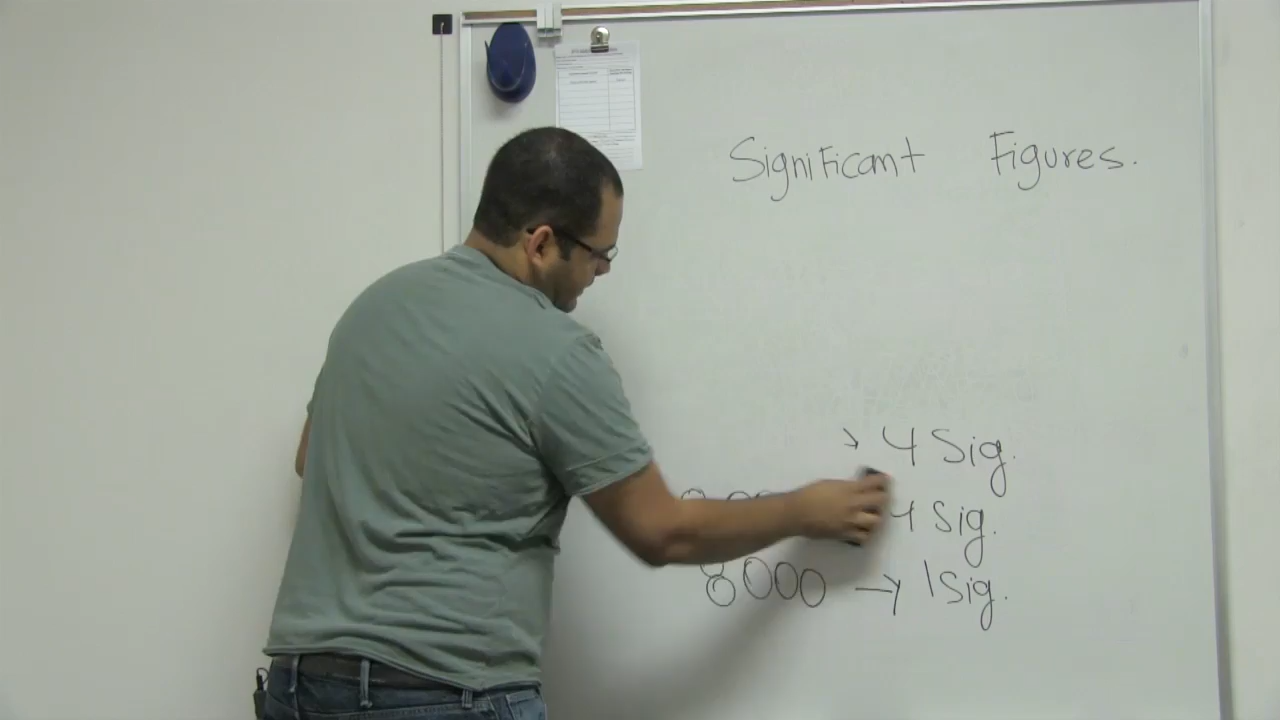 Significant Figures.
4 Sig.
4 Sig.
8000 → 1 Sig.